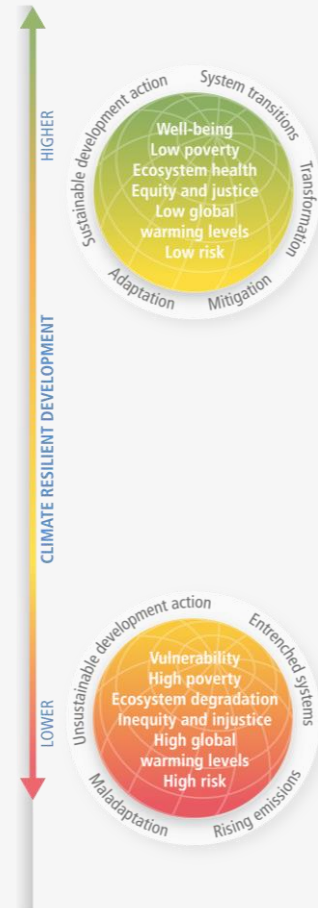 HIGHER
CLIMATE RESILIENT DEVELOPMENT
LOWER
Sustainable development action
System transitions
Transformation
Mitigation
Adaptation
Well-being
Low poverty
Ecosystem health
Equity and justice
Low global
warming levels
Low risk
Unsustainable development action
Entrenched systems
Rising emissions
Maladaptation
Vulnerability
High poverty
Ecosystem degradation
Inequity and injustice
High global
warming levels
High risk